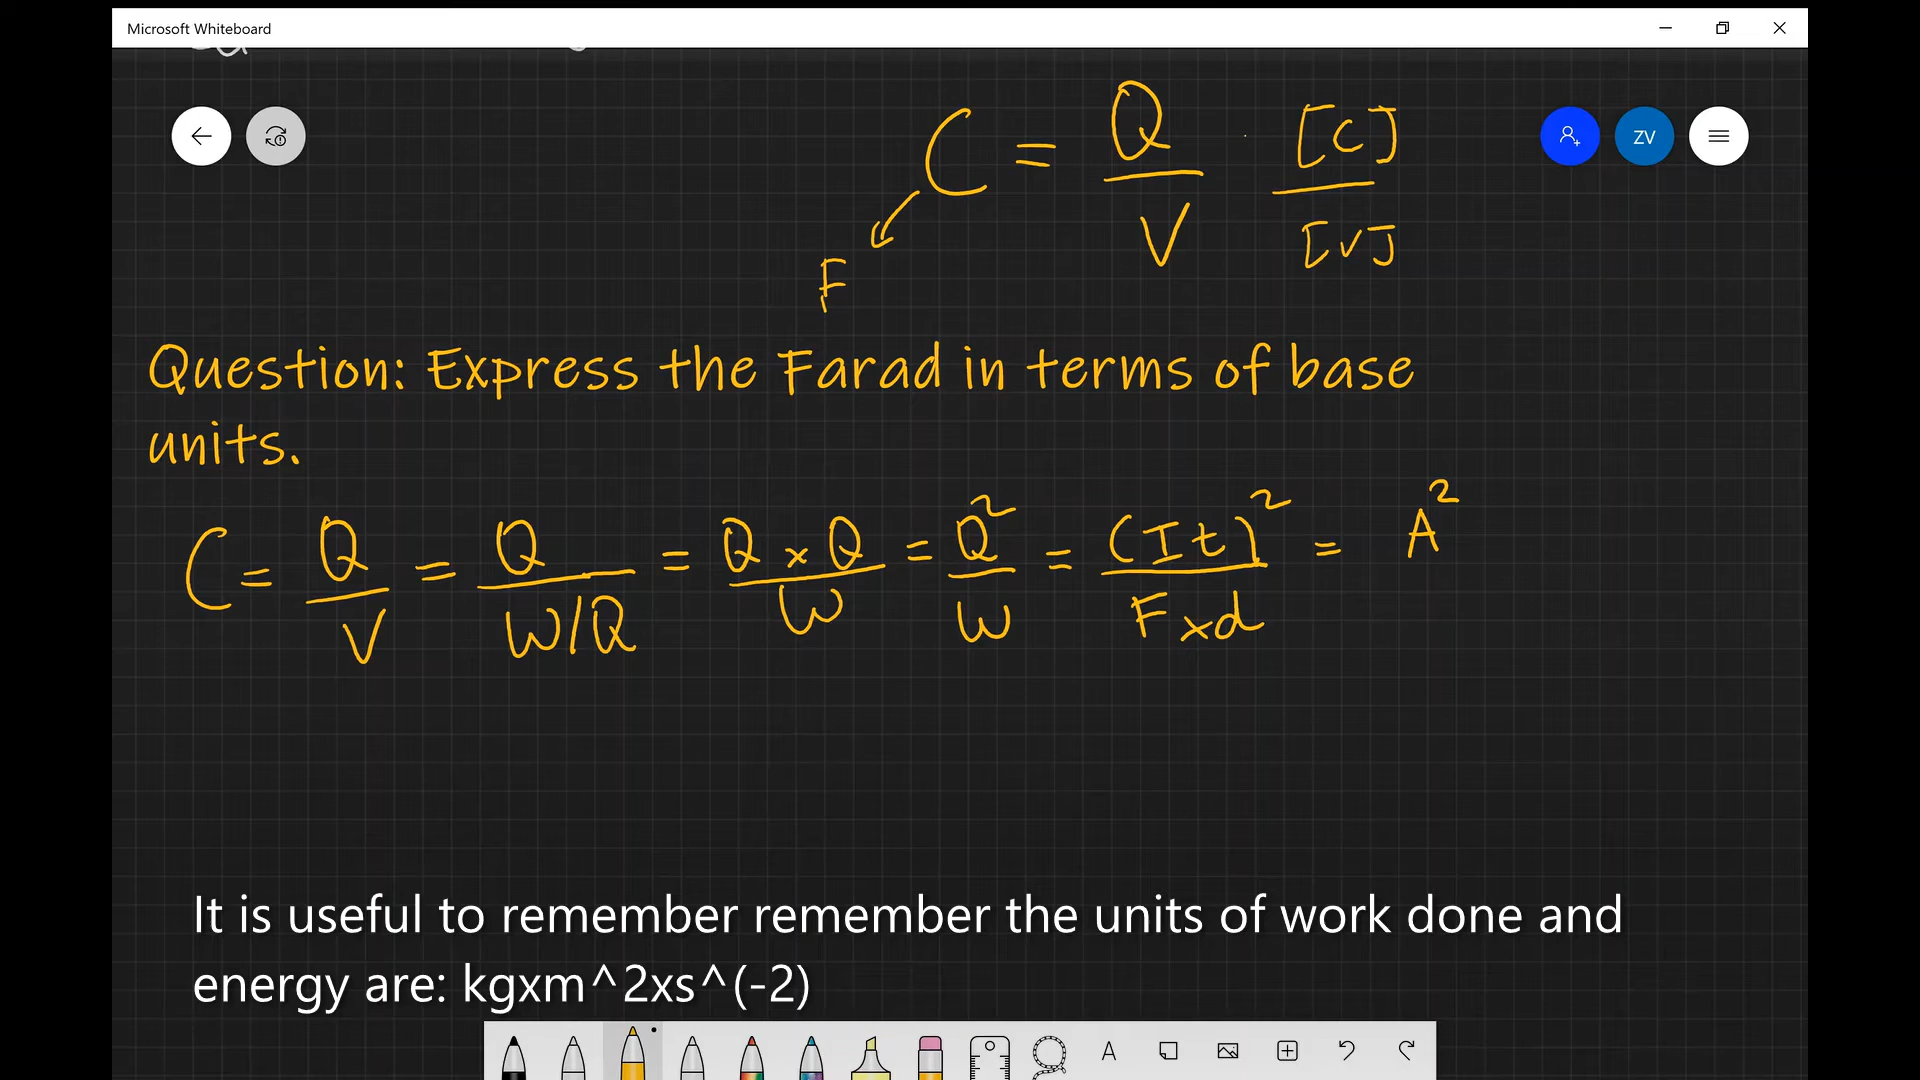 Microsoft Whiteboard
C = Q/V [C]/[V]
ZV
F
Question: Express the Farad in terms of base
units.
C = Q/V = Q/(W/Q) = (Q × Q)/W = Q²/W = (It)²/(F×d) = A²
It is useful to remember remember the units of work done and
energy are: kgxm^2xs^(-2)
A